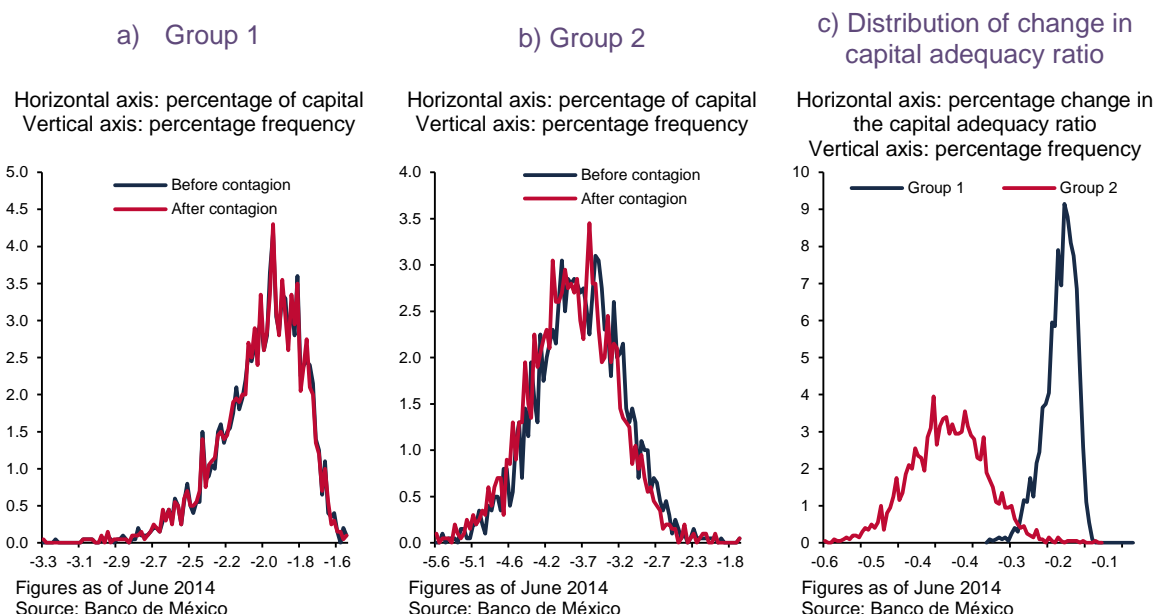 a) Group 1
Horizontal axis: percentage of capital
Vertical axis: percentage frequency
5.0
4.5
4.0
3.5
3.0
2.5
2.0
1.5
1.0
0.5
0.0
Before contagion
After contagion
-3.3 -3.1 -2.9 -2.7 -2.5 -2.2 -2.0 -1.8 -1.6
Figures as of June 2014
Source: Banco de México
b) Group 2
Horizontal axis: percentage of capital
Vertical axis: percentage frequency
4.0
3.5
3.0
2.5
2.0
1.5
1.0
0.5
0.0
Before contagion
After contagion
-5.6 -5.1 -4.7 -4.2 -3.7 -3.2 -2.7 -2.2 -1.8
Figures as of June 2014
Source: Banco de México
c) Distribution of change in
capital adequacy ratio
Horizontal axis: percentage change in
the capital adequacy ratio
Vertical axis: percentage frequency
10
9
8
7
6
5
4
3
2
1
0
Group 1 Group 2
-0.6 -0.5 -0.4 -0.4 -0.3 -0.2 -0.1
Figures as of June 2014
Source: Banco de México